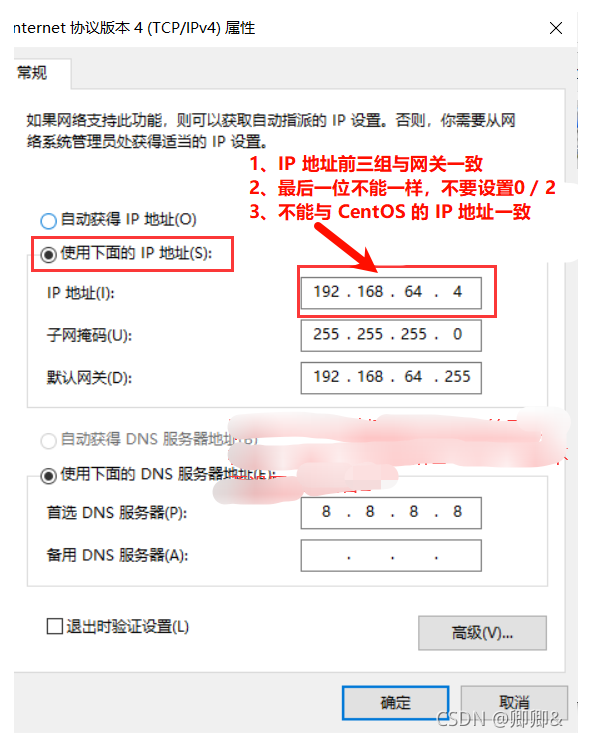 nternet 协议版本 4 (TCP/IPv4) 属性
常规
如果网络支持此功能，则可以获取自动指派的 IP 设置。否则，你需要从网
络系统管理员处获得适当的 IP 设置。
1、IP 地址前三组与网关一致
2、最后一位不能一样，不要设置0 / 2
3、不能与 CentOS 的 IP 地址一致
自动获得 IP 地址(O)
使用下面的 IP 地址(S):
IP 地址(I): 192 . 168 . 64 . 4
子网掩码(U): 255 . 255 . 255 . 0
默认网关(D): 192 . 168 . 64 . 255
自动获得 DNS 服务器地址(B)
使用下面的 DNS 服务器地址(E):
首选 DNS 服务器(P): 8 . 8 . 8 . 8
备用 DNS 服务器(A): . . .
退出时验证设置(L)
高级(V)...
确定 取消
CSDN @卿卿&